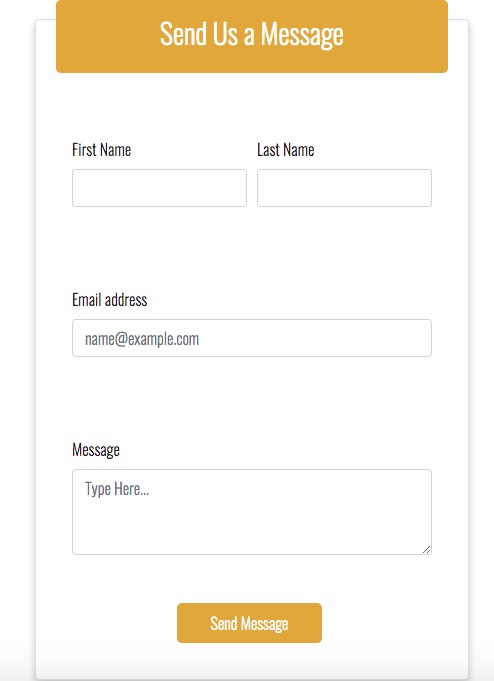 Send Us a Message
First Name Last Name
Email address
name@example.com
Message
Type Here...
Send Message